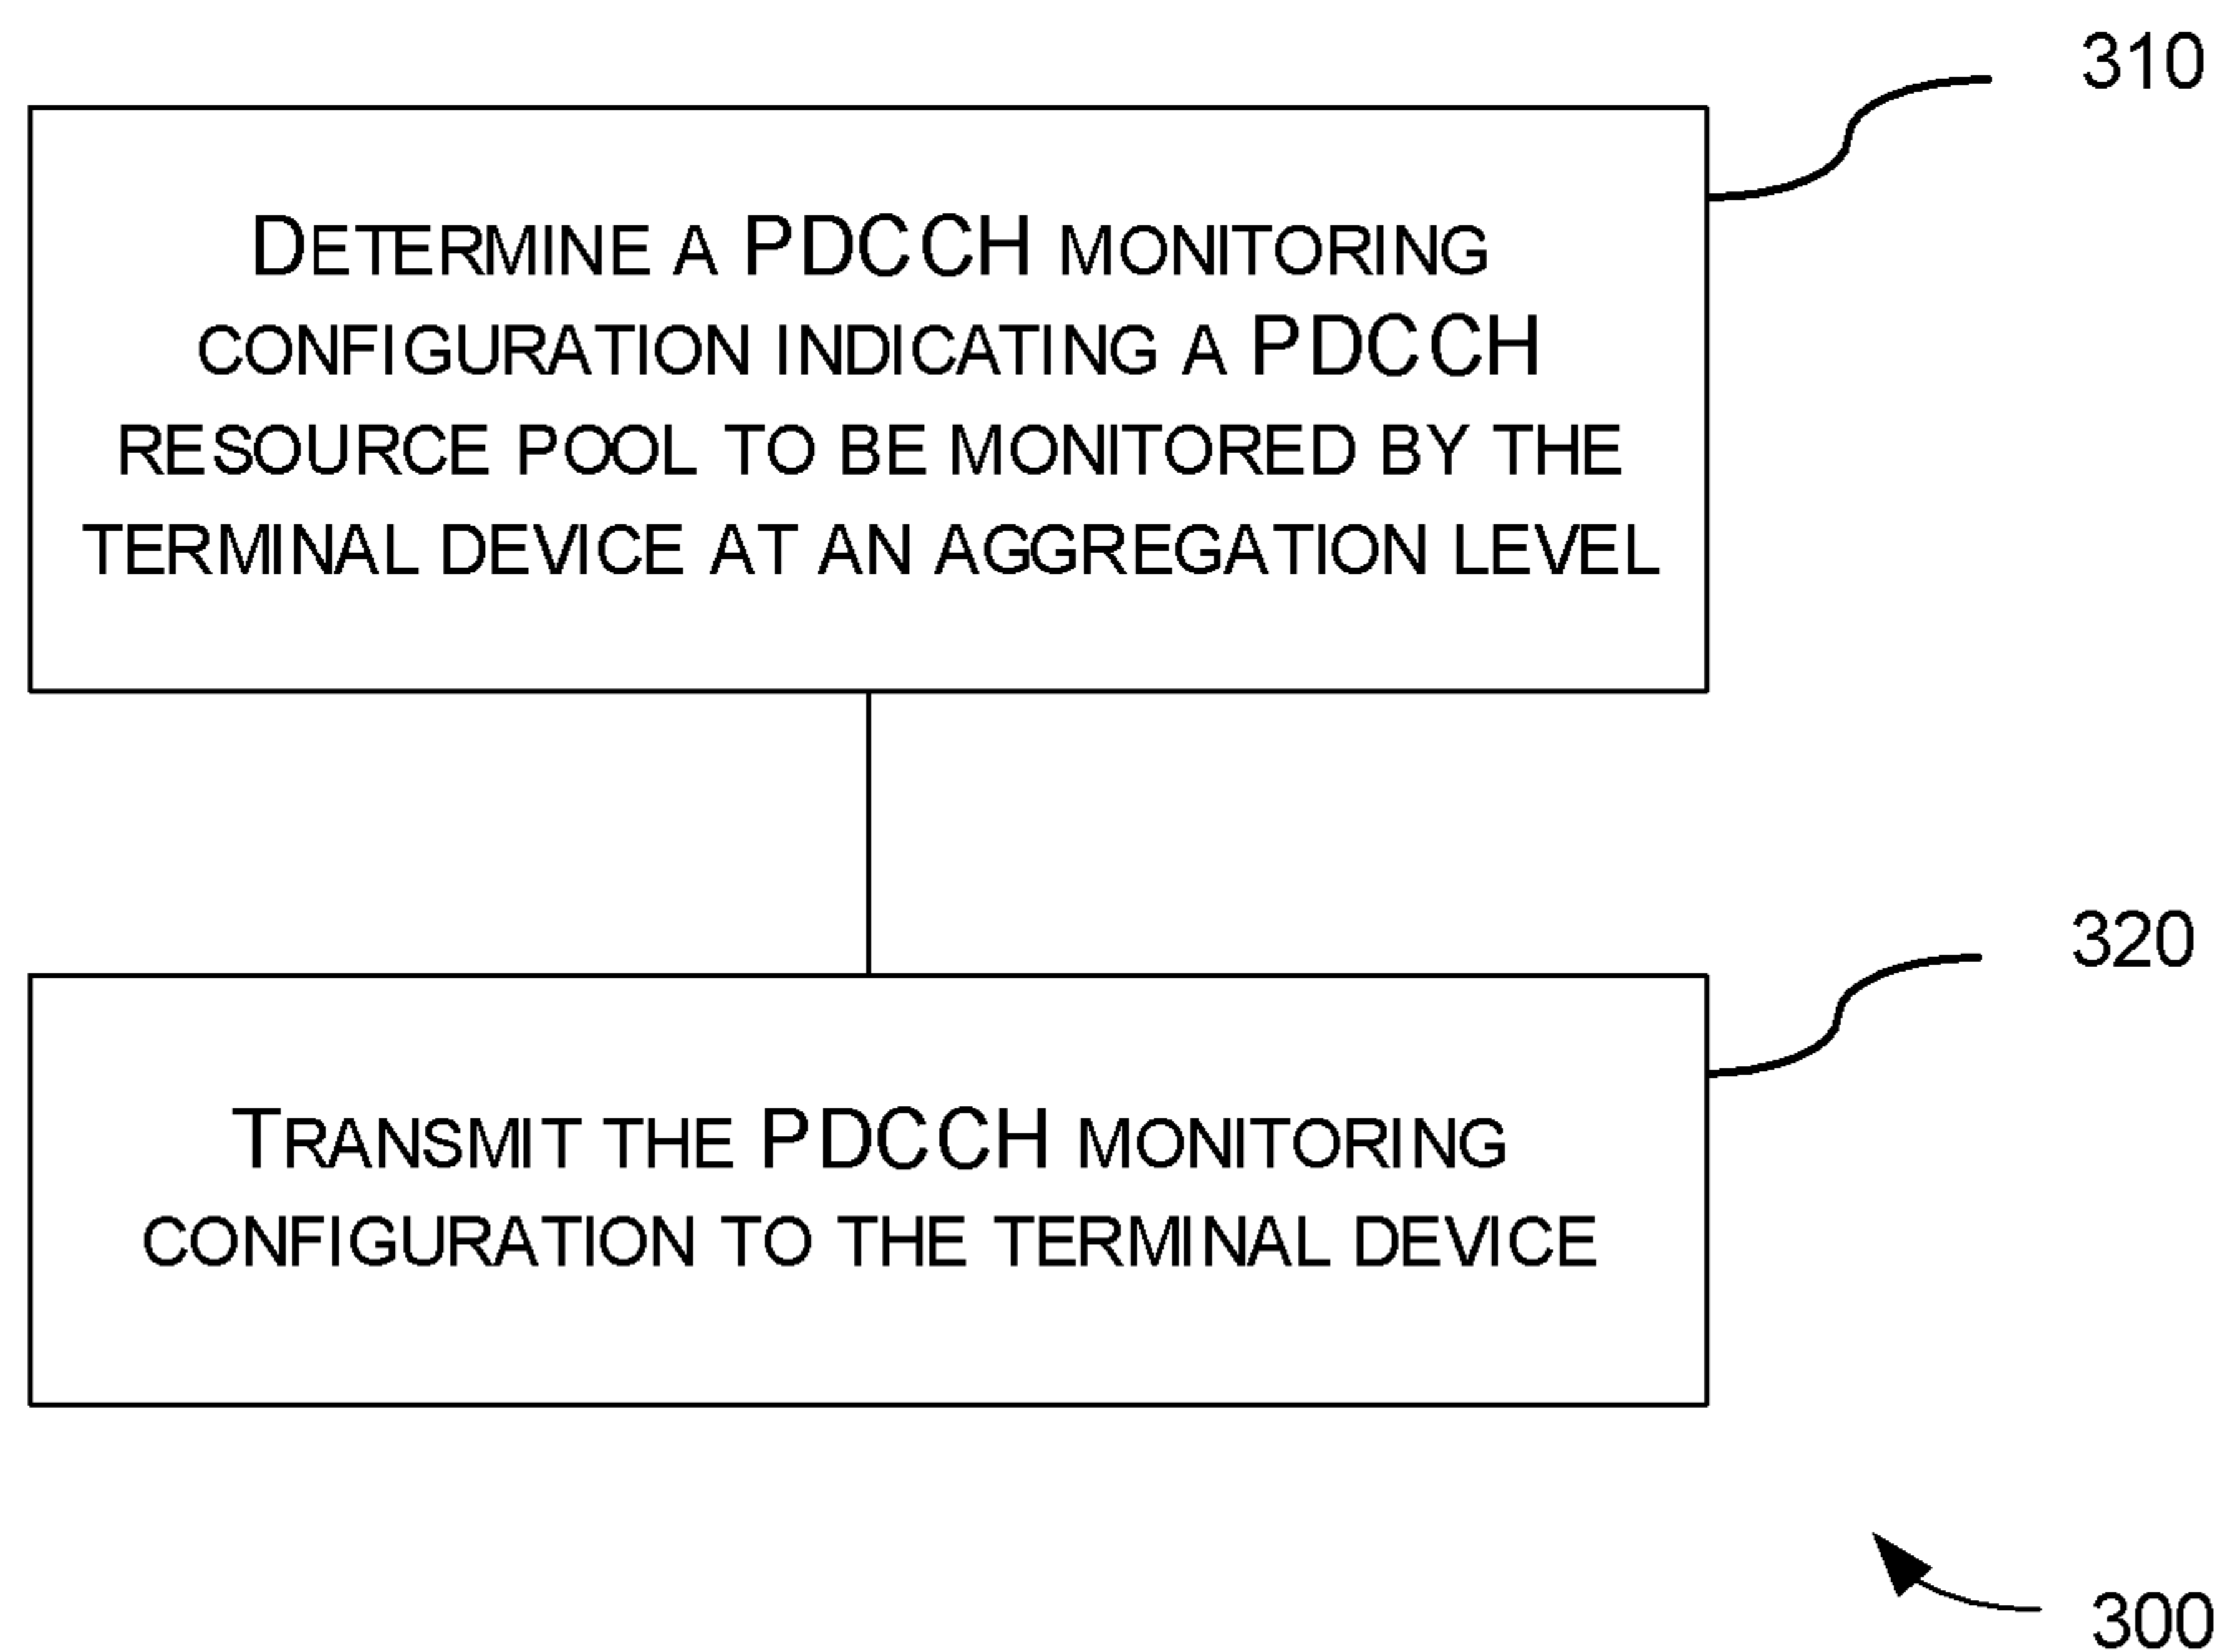 310
DETERMINE A PDCCH MONITORING
CONFIGURATION INDICATING A PDCCH
RESOURCE POOL TO BE MONITORED BY THE
TERMINAL DEVICE AT AN AGGREGATION LEVEL
320
TRANSMIT THE PDCCH MONITORING
CONFIGURATION TO THE TERMINAL DEVICE
300